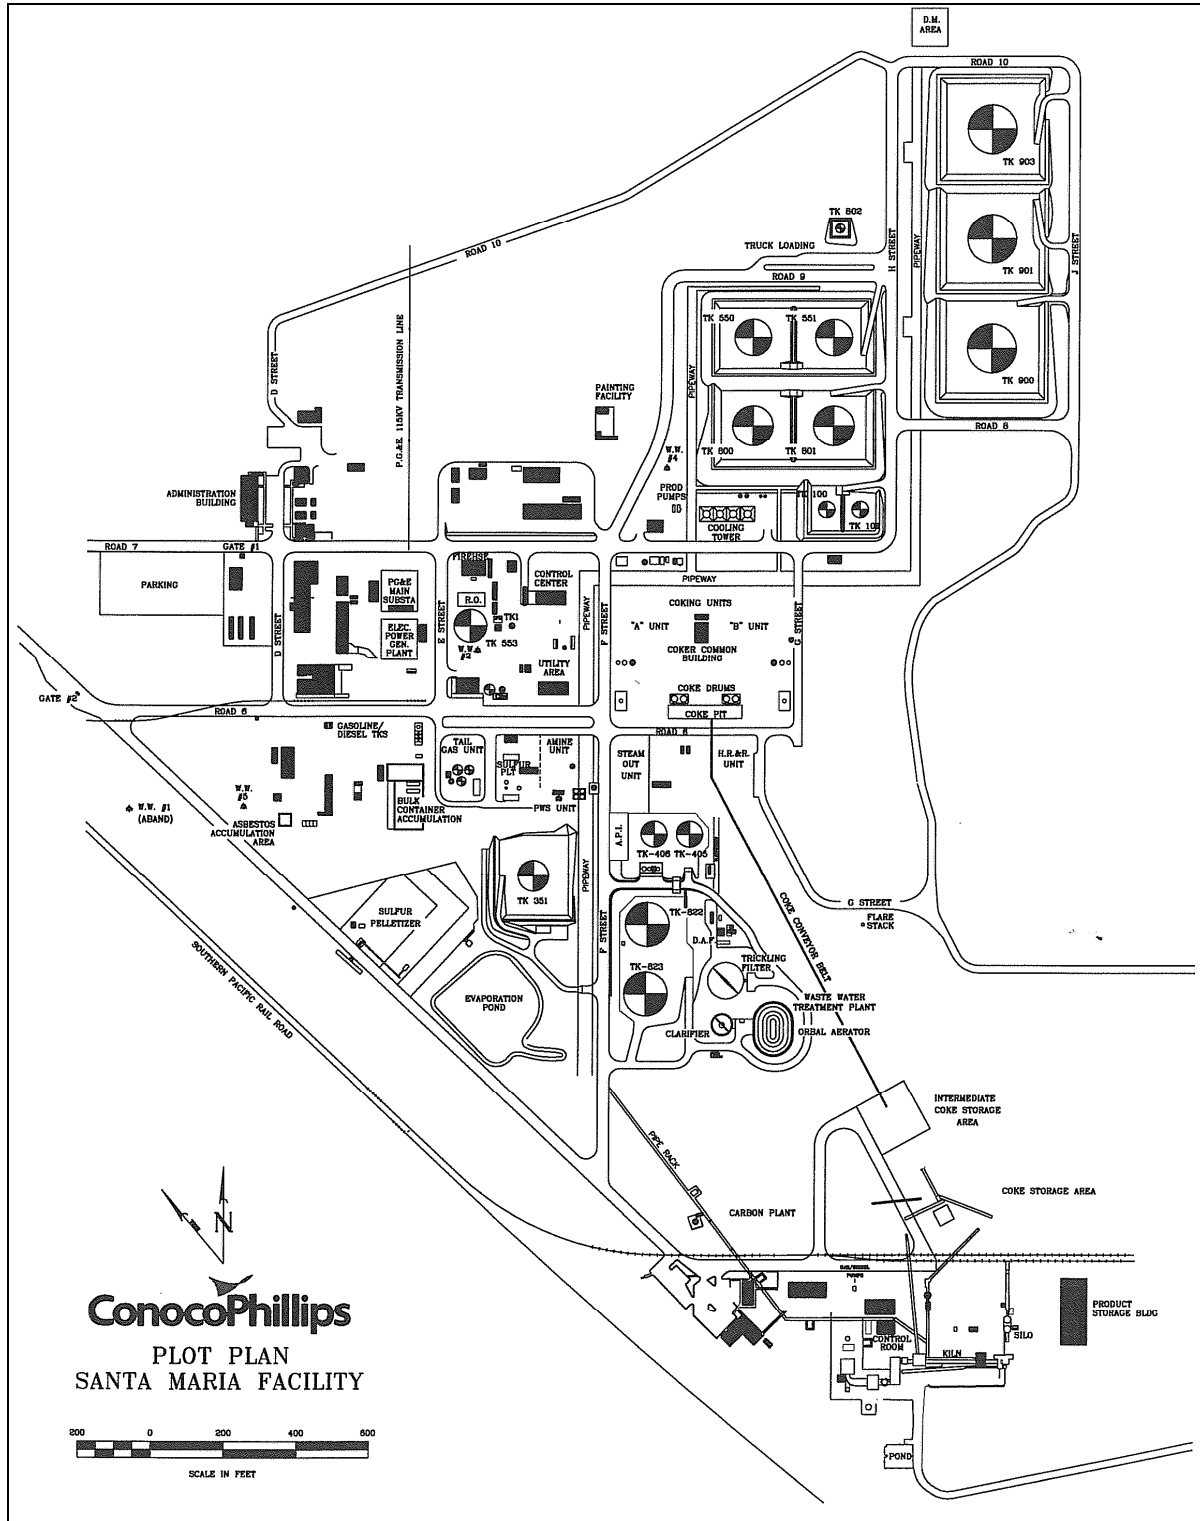 D.M.
AREA
ROAD 10
TK 903
TK 802
TRUCK LOADING
H STREET
PIPEWAY
J STREET
ROAD 10
TK 901
ROAD 9
P.G.&E. 115KV TRANSMISSION LINE
TK 550
TK 551
D STREET
PIPEWAY
TK 900
PAINTING
FACILITY
ROAD 8
TK 800
TK 801
W.W.
#4
ADMINISTRATION
BUILDING
PROD
PUMPS
TK 100
TK 101
COOLING
TOWER
ROAD 7
GATE #1
FIREHSE
PARKING
PG&E
MAIN
SUBSTA
R.O.
CONTROL
CENTER
PIPEWAY
COKING UNITS
TK1
"A" UNIT
"B" UNIT
D STREET
E STREET
ELEC.
POWER
GEN.
PLANT
TK 553
W.W.
#2
PIPEWAY
F STREET
G STREET
COKER COMMON
BUILDING
UTILITY
AREA
COKE DRUMS
GATE #2
ROAD 6
COKE PIT
GASOLINE/
DIESEL TKS
TAIL
GAS UNIT
AMINE
UNIT
ROAD 6
STEAM
OUT
UNIT
H.R.&R.
UNIT
SULFUR
PLT
W.W. #1
(ABAND)
W.W.
#5
ASBESTOS
ACCUMULATION
AREA
BULK
CONTAINER
ACCUMULATION
PWS UNIT
A.P.I.
TK-406
TK-405
PIPEWAY
TK 351
COKE CONVEYOR BELT
G STREET
FLARE
STACK
SULFUR
PELLETIZER
F STREET
TK-822
D.A.F.
SOUTHERN PACIFIC RAIL ROAD
TK-823
TRICKLING
FILTER
EVAPORATION
POND
WASTE WATER
TREATMENT PLANT
CLARIFIER
ORBAL AERATOR
INTERMEDIATE
COKE STORAGE
AREA
PIPE RACK
COKE STORAGE AREA
CARBON PLANT
N
PUMPS
PRODUCT
STORAGE BLDG
SILO
CONTROL
ROOM
KILN
POND
ConocoPhillips
PLOT PLAN
SANTA MARIA FACILITY
200 0 200 400 600
SCALE IN FEET